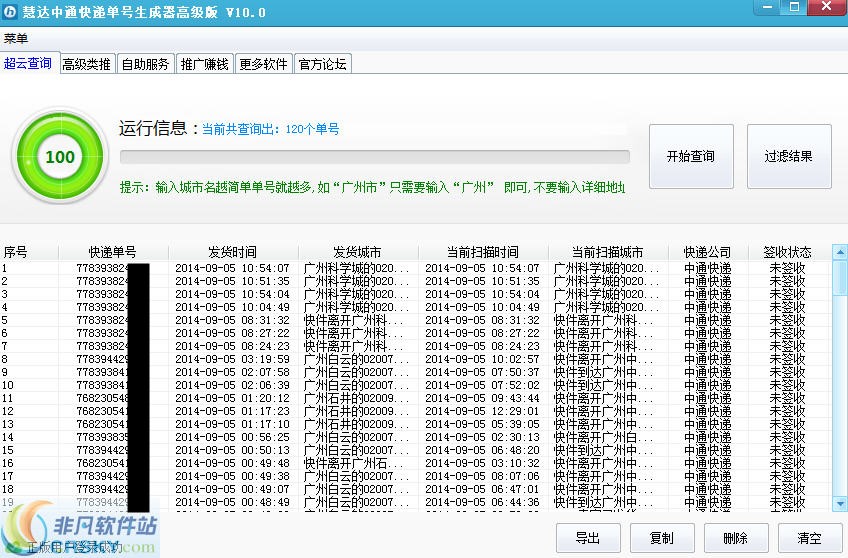 慧达中通快递单号生成器高级版 V10.0
菜单
超云查询 高级类推 自助服务 推广赚钱 更多软件 官方论坛
100
运行信息：当前共查询出：120个单号
开始查询 过滤结果
提示：输入城市名越简单单号就越多,如“广州市”只需要输入“广州” 即可,不要输入详细地址
序号 快递单号 发货时间 发货城市 当前扫描时间 当前扫描城市 快递公司 签收状态
1 778393824 2014-09-05 10:54:07 广州科学城的020... 2014-09-05 10:54:07 广州科学城的020... 中通快递 未签收
2 778393824 2014-09-05 10:51:35 广州科学城的020... 2014-09-05 10:51:35 广州科学城的020... 中通快递 未签收
3 778393824 2014-09-05 10:54:04 广州科学城的020... 2014-09-05 10:54:04 广州科学城的020... 中通快递 未签收
4 778393824 2014-09-05 10:04:49 广州科学城的020... 2014-09-05 10:04:49 广州科学城的020... 中通快递 未签收
5 778393824 2014-09-05 08:31:32 快件离开广州科... 2014-09-05 08:31:32 快件离开广州科... 中通快递 未签收
6 778393824 2014-09-05 08:27:22 快件离开广州科... 2014-09-05 08:27:22 快件离开广州科... 中通快递 未签收
7 778393824 2014-09-05 08:24:23 快件离开广州科... 2014-09-05 08:24:23 快件离开广州科... 中通快递 未签收
8 778394429 2014-09-05 03:19:59 广州白云的02007... 2014-09-05 10:02:57 快件离开广州中... 中通快递 未签收
9 778393841 2014-09-05 02:07:58 广州白云的02007... 2014-09-05 07:50:37 快件到达广州中... 中通快递 未签收
10 778393841 2014-09-05 02:06:39 广州白云的02007... 2014-09-05 07:52:02 快件到达广州中... 中通快递 未签收
11 768230548 2014-09-05 01:20:12 广州石井的02009... 2014-09-05 09:43:44 快件离开广州中... 中通快递 未签收
12 768230541 2014-09-05 01:17:23 广州石井的02009... 2014-09-05 12:29:01 快件离开广州中... 中通快递 未签收
13 768230541 2014-09-05 01:17:10 广州石井的02009... 2014-09-05 05:39:05 快件离开广州中... 中通快递 未签收
14 778393835 2014-09-05 00:56:25 广州白云的02007... 2014-09-05 02:30:13 快件离开广州白... 中通快递 未签收
15 778394429 2014-09-05 00:50:13 广州白云的02007... 2014-09-05 06:48:20 快件到达广州中... 中通快递 未签收
16 768230541 2014-09-05 00:49:48 快件离开广州石... 2014-09-05 03:10:32 快件离开广州中... 中通快递 未签收
17 778394429 2014-09-05 00:49:38 广州白云的02007... 2014-09-05 08:07:06 快件离开广州中... 中通快递 未签收
18 778394429 2014-09-05 00:49:07 广州白云的02007... 2014-09-05 06:47:01 快件离开广州中... 中通快递 未签收
19 778394429 2014-09-05 00:48:49 广州白云的02007... 2014-09-05 06:44:36 快件到达广州中... 中通快递 未签收
非凡软件站
CRSKY.com
正版用户登录成功
导出 复制 删除 清空